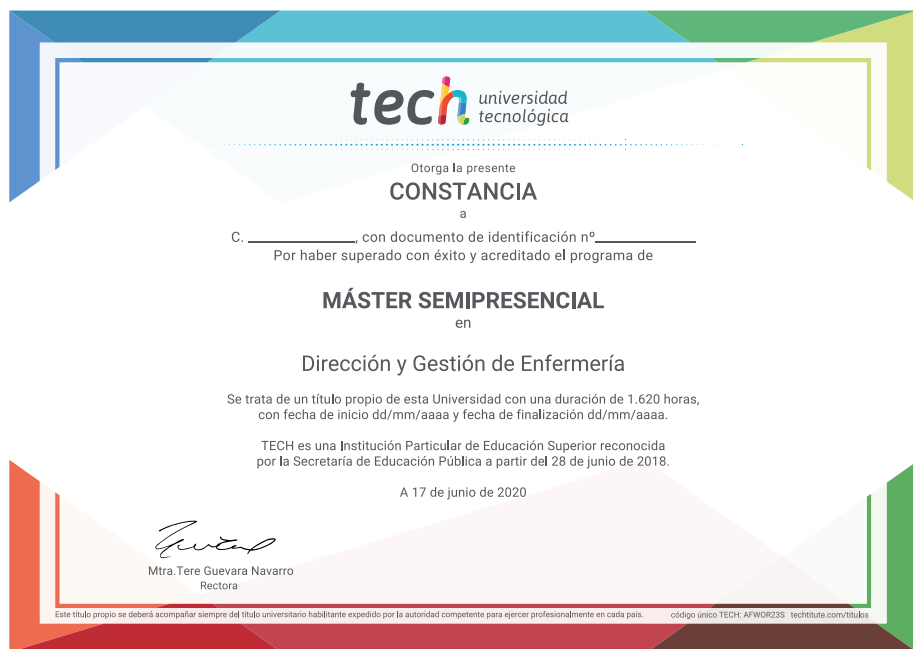 tech universidad
tecnológica
Otorga la presente
CONSTANCIA
a
C. ____________, con documento de identificación nº____________
Por haber superado con éxito y acreditado el programa de
MÁSTER SEMIPRESENCIAL
en
Dirección y Gestión de Enfermería
Se trata de un título propio de esta Universidad con una duración de 1.620 horas,
con fecha de inicio dd/mm/aaaa y fecha de finalización dd/mm/aaaa.
TECH es una Institución Particular de Educación Superior reconocida
por la Secretaría de Educación Pública a partir del 28 de junio de 2018.
A 17 de junio de 2020
Mtra.Tere Guevara Navarro
Rectora
Este título propio se deberá acompañar siempre del título universitario habilitante expedido por la autoridad competente para ejercer profesionalmente en cada país. código único TECH: AFWOR23S techtitute.com/titulos